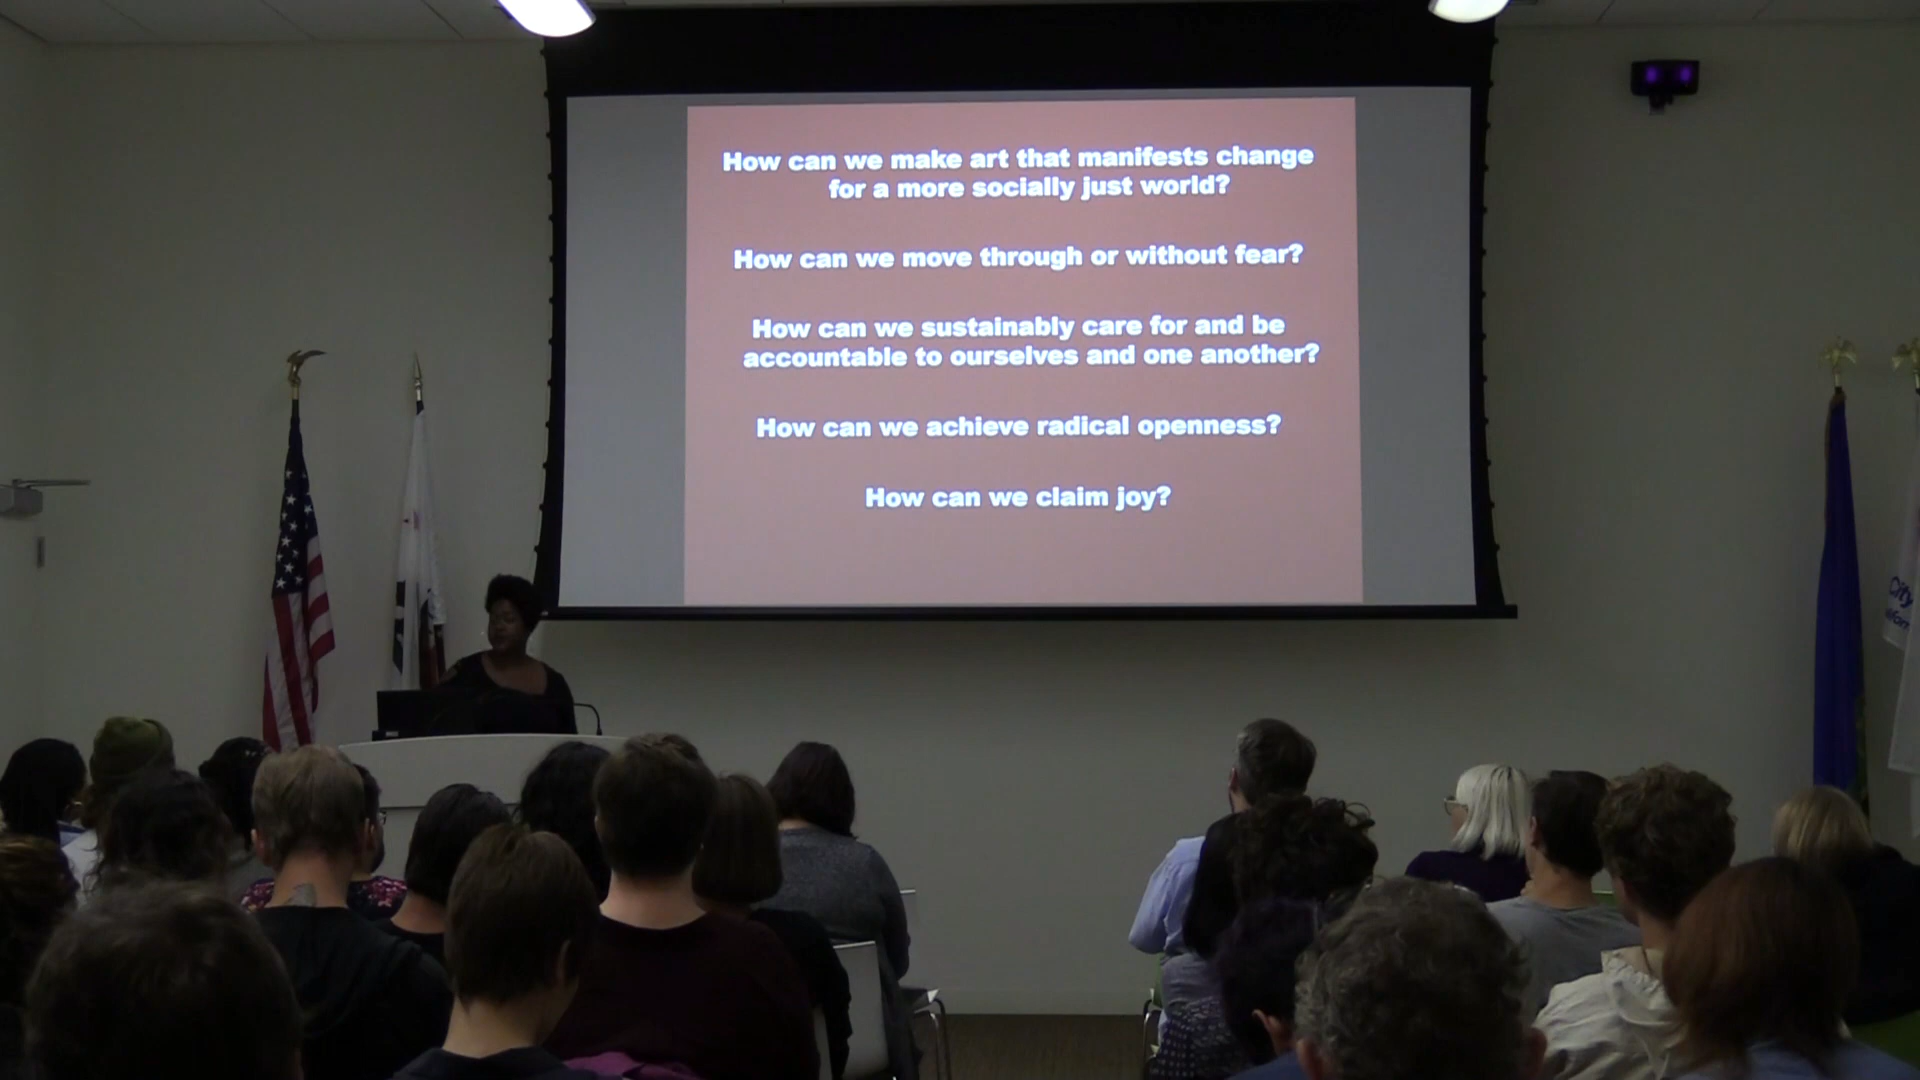 How can we make art that manifests change
for a more socially just world?
How can we move through or without fear?
How can we sustainably care for and be
accountable to ourselves and one another?
How can we achieve radical openness?
How can we claim joy?
City